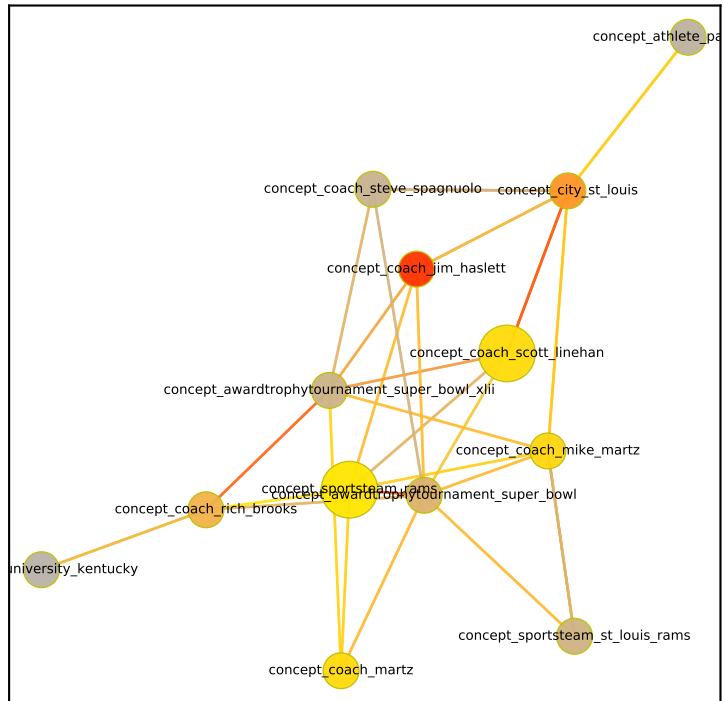 concept_athlete_pa
concept_coach_steve_spagnuolo
concept_city_st_louis
concept_coach_jim_haslett
concept_coach_scott_linehan
concept_awardtrophytournament_super_bowl_xlii
concept_coach_mike_martz
concept_sportsteam_rams
concept_awardtrophytournament_super_bowl
concept_coach_rich_brooks
university_kentucky
concept_sportsteam_st_louis_rams
concept_coach_martz